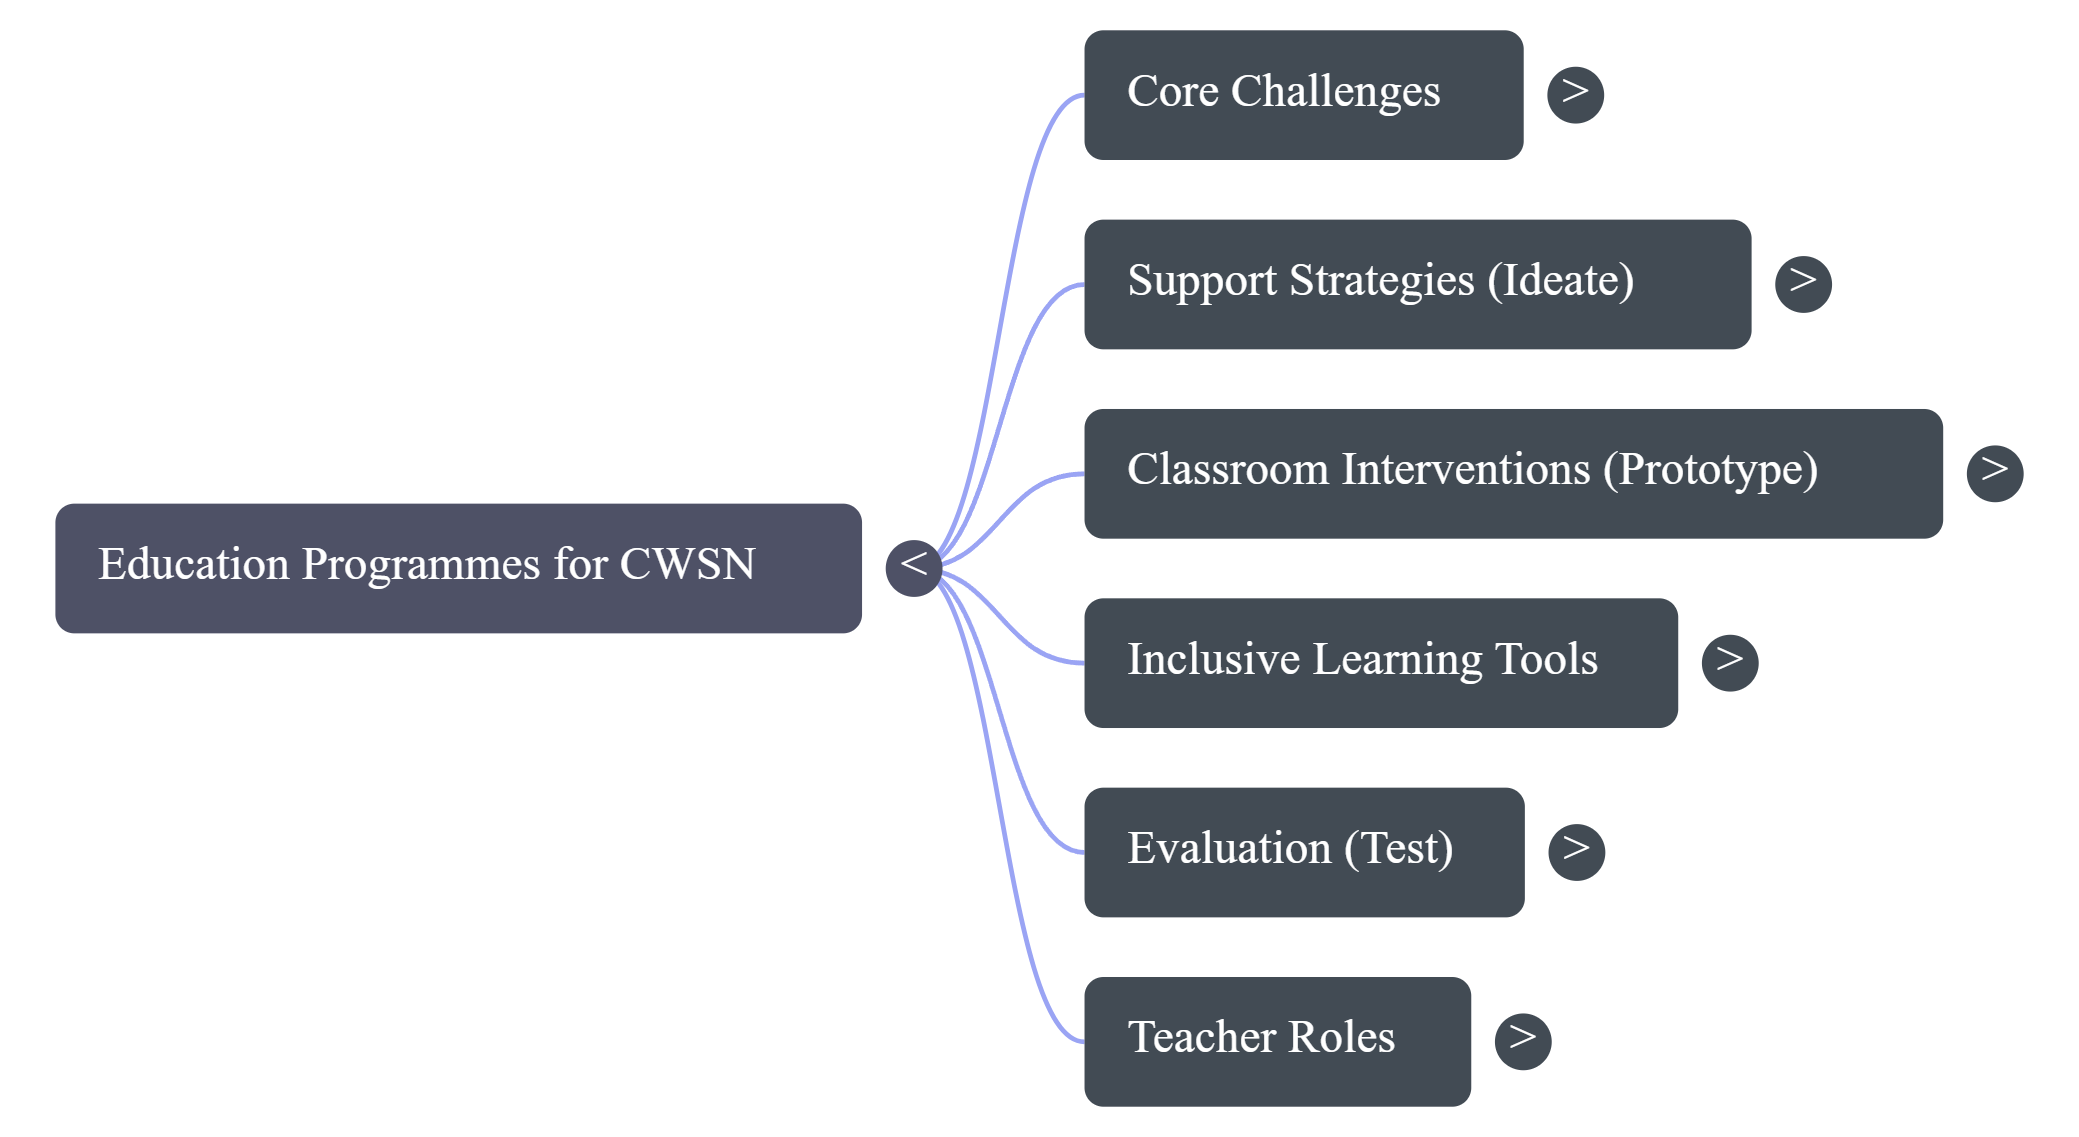 Core Challenges >
Support Strategies (Ideate) >
Classroom Interventions (Prototype) >
Education Programmes for CWSN <
Inclusive Learning Tools >
Evaluation (Test) >
Teacher Roles >